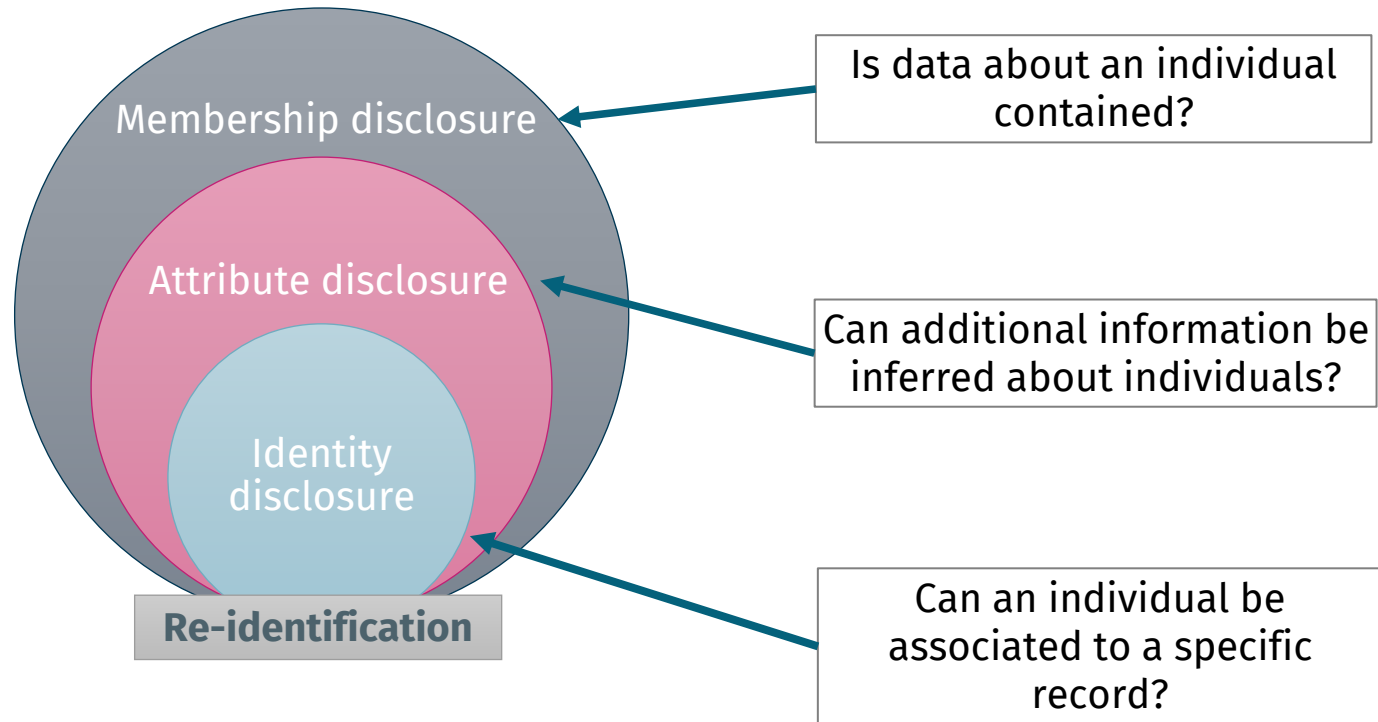 Membership disclosure
Is data about an individual
contained?
Attribute disclosure
Can additional information be
inferred about individuals?
Identity
disclosure
Re-identification
Can an individual be
associated to a specific
record?